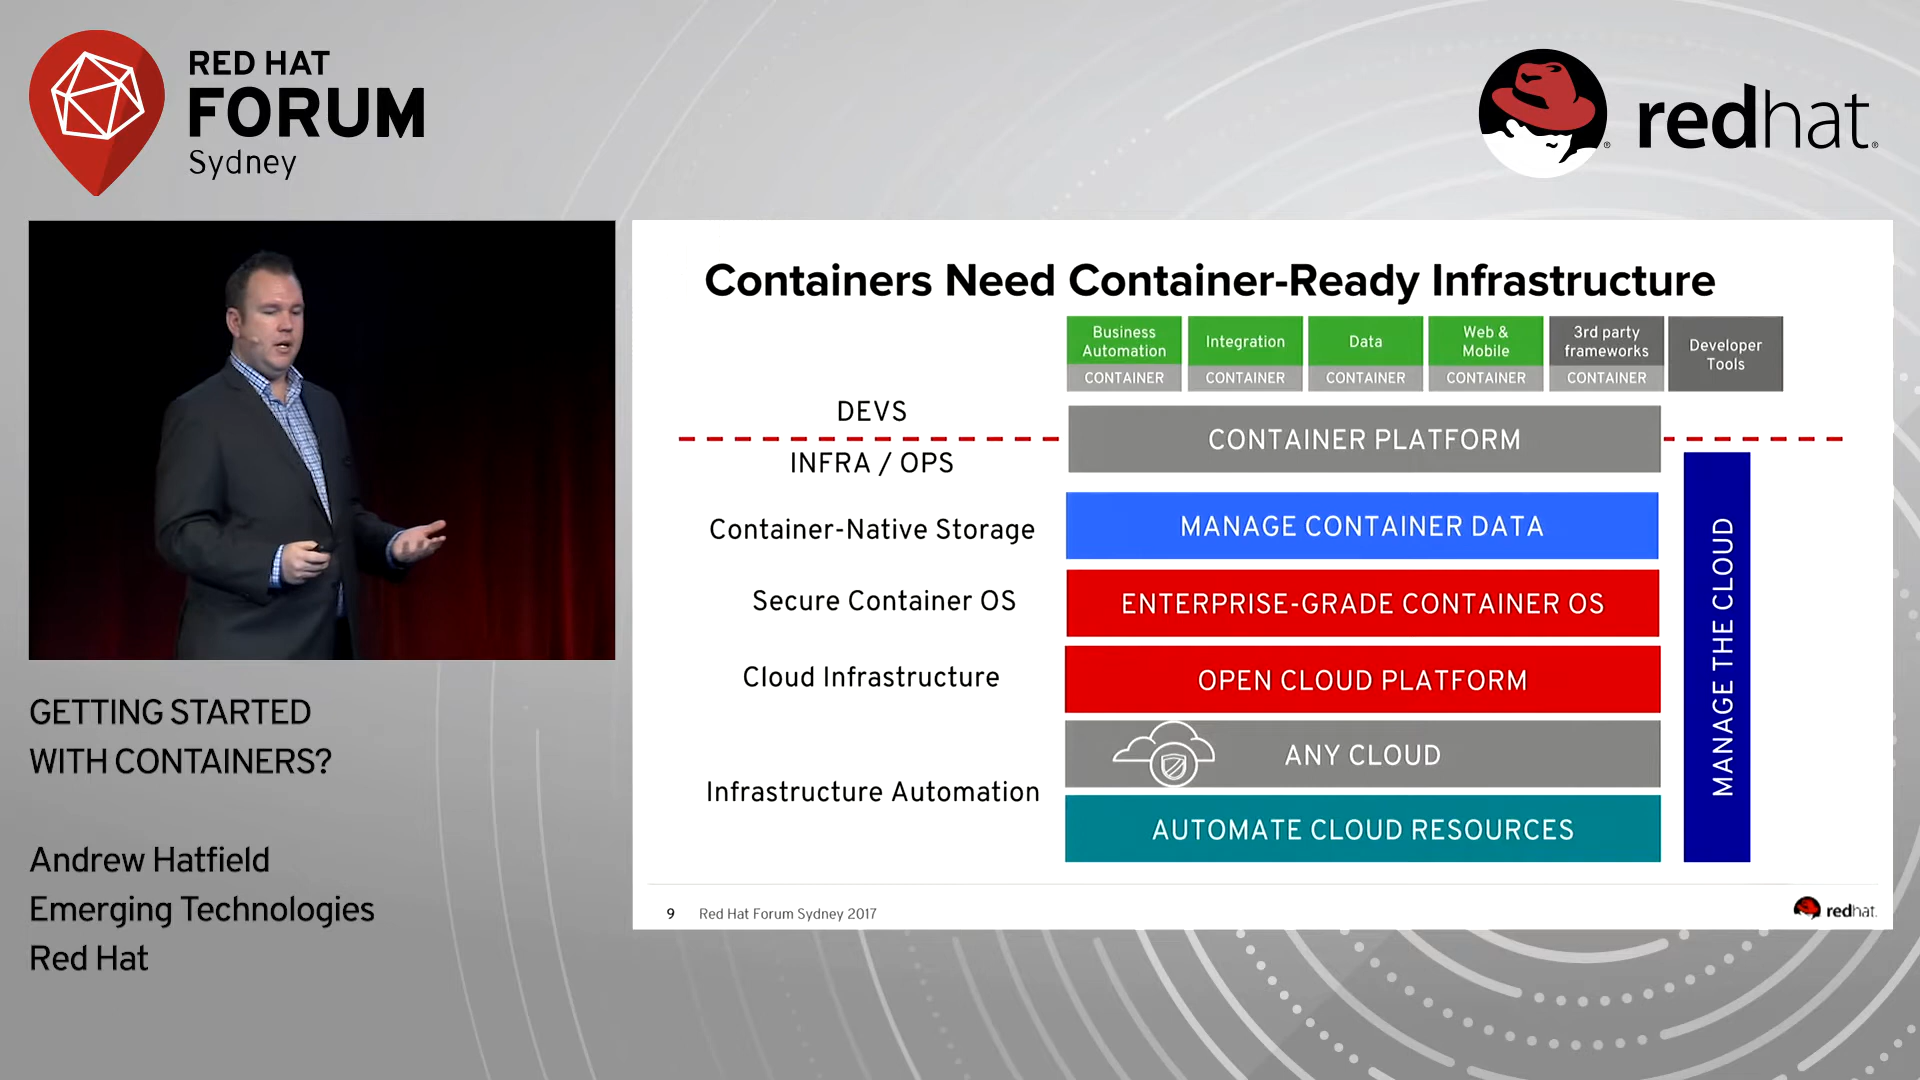 RED HAT
FORUM
Sydney
redhat.
Containers Need Container-Ready Infrastructure
Business
Automation
CONTAINER
Integration
CONTAINER
Data
CONTAINER
Web &
Mobile
CONTAINER
3rd party
frameworks
CONTAINER
Developer
Tools
DEVS
INFRA / OPS
CONTAINER PLATFORM
Container-Native Storage
MANAGE CONTAINER DATA
Secure Container OS
ENTERPRISE-GRADE CONTAINER OS
Cloud Infrastructure
OPEN CLOUD PLATFORM
ANY CLOUD
Infrastructure Automation
AUTOMATE CLOUD RESOURCES
MANAGE THE CLOUD
9 Red Hat Forum Sydney 2017
redhat.
GETTING STARTED
WITH CONTAINERS?
Andrew Hatfield
Emerging Technologies
Red Hat